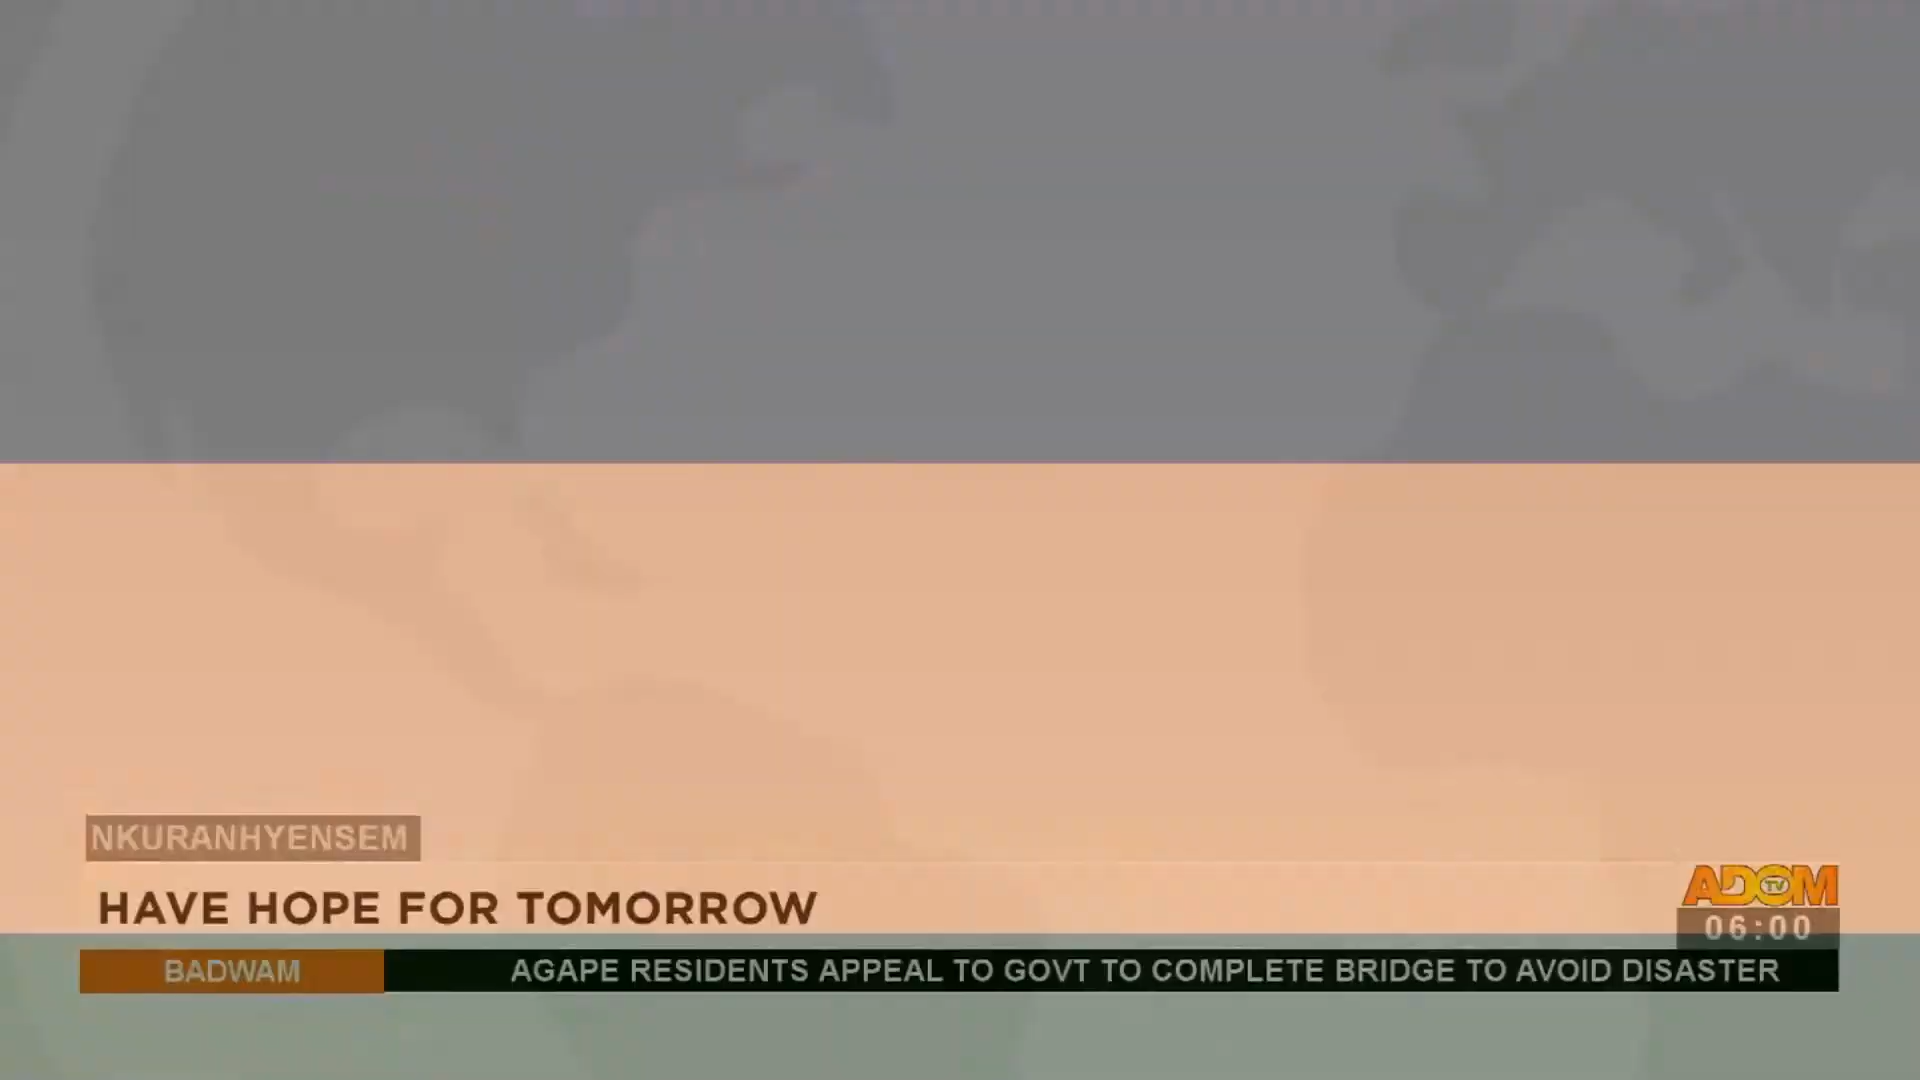 NKURANHYENSEM
HAVE HOPE FOR TOMORROW
ADOM TV
06:00
BADWAM
AGAPE RESIDENTS APPEAL TO GOVT TO COMPLETE BRIDGE TO AVOID DISASTER